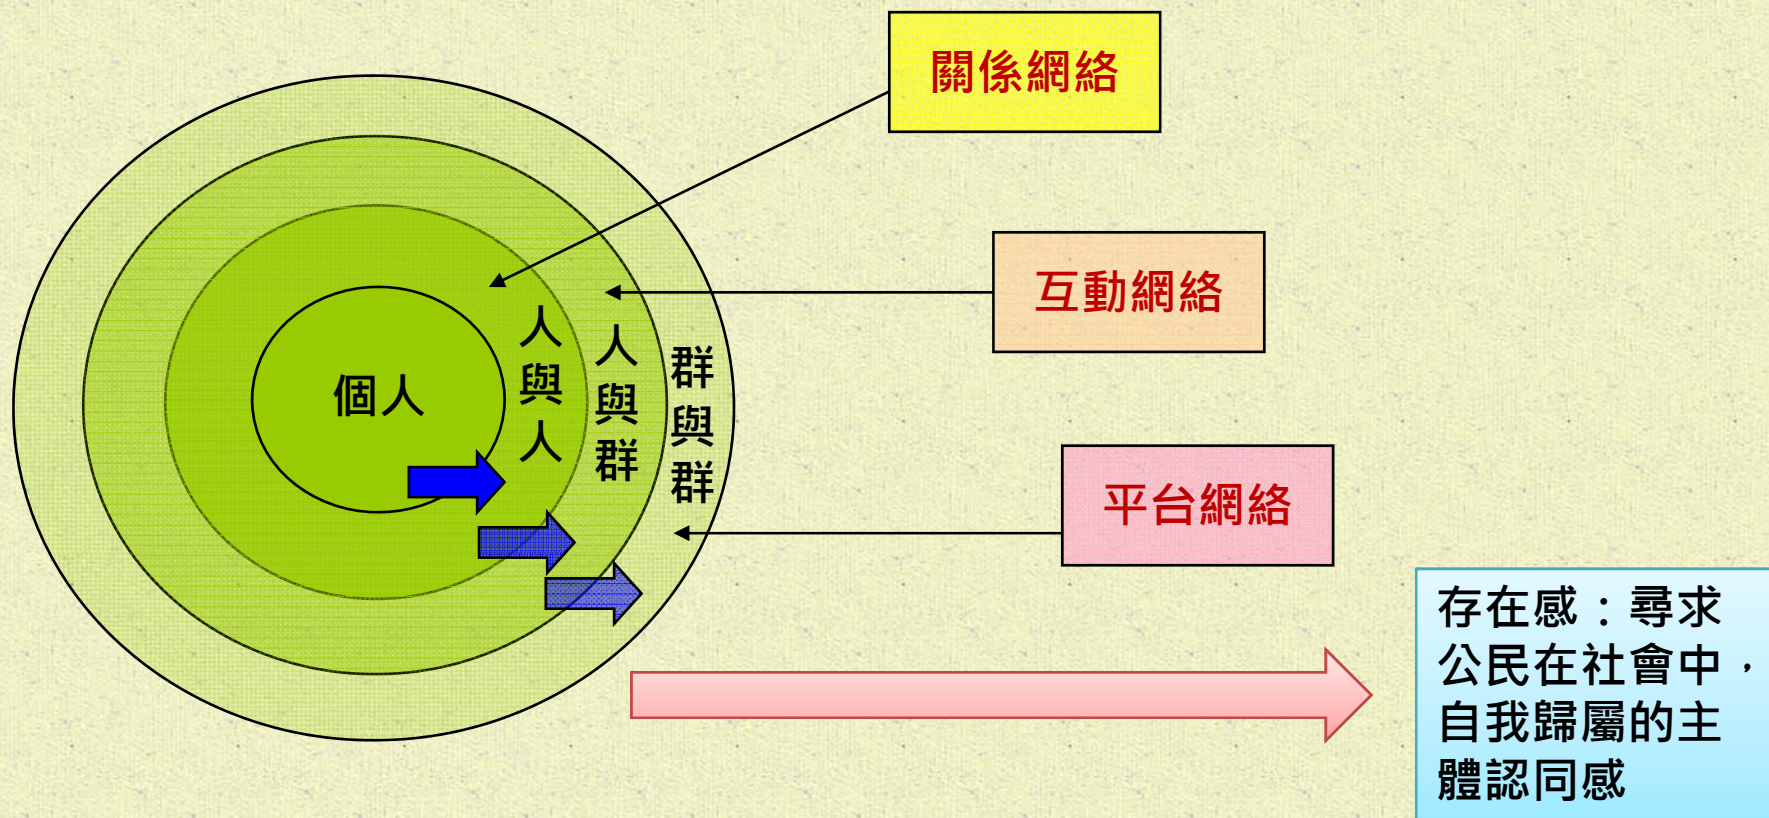 關係網絡
互動網絡
個人
人與人
人與群
群與群
平台網絡
存在感：尋求
公民在社會中，
自我歸屬的主
體認同感